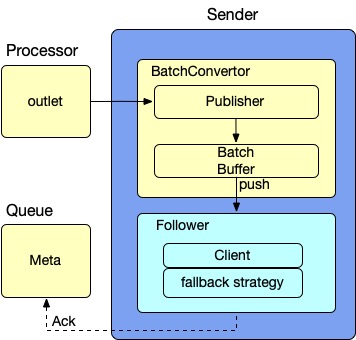 Sender
Processor
BatchConvertor
outlet
Publisher
Batch
Buffer
push
Queue
Follower
Meta
Client
fallback strategy
Ack